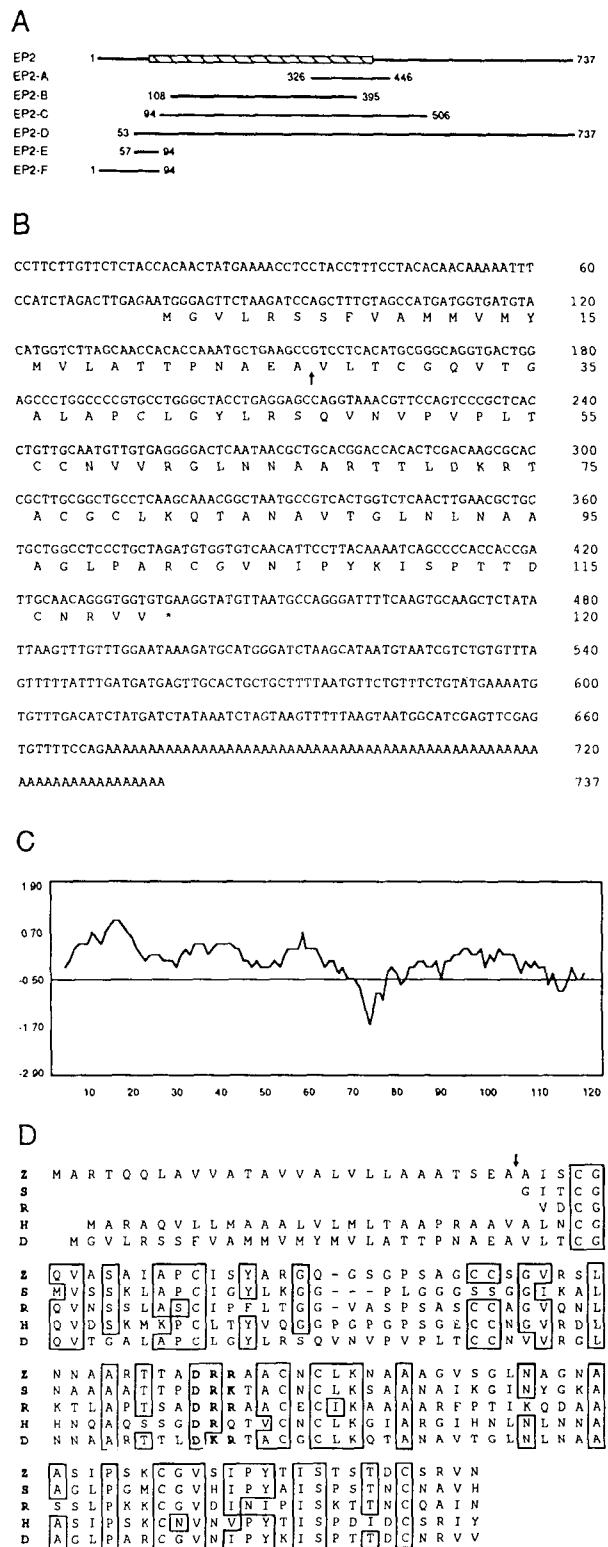 A
EP2 1 737
EP2-A 326 446
EP2-B 108 395
EP2-C 94 506
EP2-D 53 737
EP2-E 57 94
EP2-F 1 94
B
CCTTCTTGTTCTCTACCACAACTATGAAAACCTCCTACCTTTCCTACACAACAAAAATTT 60
CCATCTAGACTTGAGAATGGGAGTTCTAAGATCCAGCTTTGTAGCCATGATGGTGATGTA 120
M G V L R S S F V A M M V M Y 15
CATGGTCTTAGCAACCACACCAAATGCTGAAGCCGTCCTCACATGCGGGCAGGTGACTGG 180
M V L A T T P N A E A V L T C G Q V T G 35
AGCCCTGGCCCCGTGCCTGGGCTACCTGAGGAGCCAGGTAAACGTTCCAGTCCCGCTCAC 240
A L A P C L G Y L R S Q V N V P V P L T 55
CTGTTGCAATGTTGTGAGGGGACTCAATAACGCTGCACGGACCACACTCGACAAGCGCAC 300
C C N V V R G L N N A A R T T L D K R T 75
CGCTTGCGGCTGCCTCAAGCAAACGGCTAATGCCGTCACTGGTCTCAACTTGAACGCTGC 360
A C G C L K Q T A N A V T G L N L N A A 95
TGCTGGCCTCCCTGCTAGATGTGGTGTCAACATTCCTTACAAAATCAGCCCCACCACCGA 420
A G L P A R C G V N I P Y K I S P T T D 115
TTGCAACAGGGTGGTGTGAAGGTATGTTAATGCCAGGGATTTTCAAGTGCAAGCTCTATA 480
C N R V V * 120
TTAAGTTTGTTTGGAATAAAGATGCATGGGATCTAAGCATAATGTAATCGTCTGTGTTTA 540
GTTTTTATTTGATGATGAGTTGCACTGCTGCTTTTAATGTTCTGTTTCTGTATGAAAATG 600
TGTTTGACATCTATGATCTATAAATCTAGTAAGTTTTTAAGTAATGGCATCGAGTTCGAG 660
TGTTTTCCAGAAAAAAAAAAAAAAAAAAAAAAAAAAAAAAAAAAAAAAAAAAAAAAAAAA 720
AAAAAAAAAAAAAAAAA 737
C
1 90
0.70
-0.50
-1 70
-2 90
10 20 30 40 50 60 70 80 90 100 110 120
D
Z M A R T Q Q L A V V A T A V V A L V L L A A A T S E A A I S C G
S G I T C G
R V D C G
H M A R A Q V L L M A A A L V L M L T A A P R A A V A L N C G
D M G V L R S S F V A M M V M Y M V L A T T P N A E A V L T C G
Z Q V A S A I A P C I S Y A R G Q - G S G P S A G C C S G V R S L
S M V S S K L A P C I G Y L K G G - - - P L G G G S S G G I K A L
R Q V N S S L A S C I P F L T G G - V A S P S A S C C A G V Q N L
H Q V D S K M K P C L T Y V Q G G P G P G P S G E C C N G V R D L
D Q V T G A L A P C L G Y L R S Q V N V P V P L T C C N V V R G L
Z N N A A R T T A D R R A A C N C L K N A A A G V S G L N A G N A
S N A A A A T T P D R K T A C N C L K S A A N A I K G I N Y G K A
R K T L A P T S A D R R A A C E C I K A A A A R F P T I K Q D A A
H H N Q A Q S S G D R Q T V C N C L K G I A R G I H N L N L N N A
D N N A A R T T L D K R T A C G C L K Q T A N A V T G L N L N A A
Z A S I P S K C G V S I P Y T I S T S T D C S R V N
S A G L P G M C G V H I P Y A I S P S T N C N A V H
R S S L P K K C G V D I N I P I S K T T N C Q A I N
H A S I P S K C N V N V P Y T I S P D I D C S R I Y
D A G L P A R C G V N I P Y K I S P T T D C N R V V